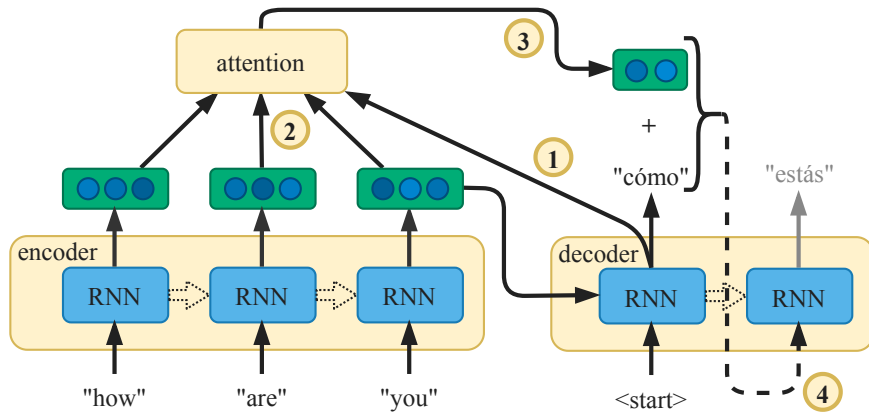 3
attention
2
+
1
"cómo"
"estás"
encoder
decoder
RNN
RNN
RNN
RNN
RNN
"how"
"are"
"you"
<start>
4